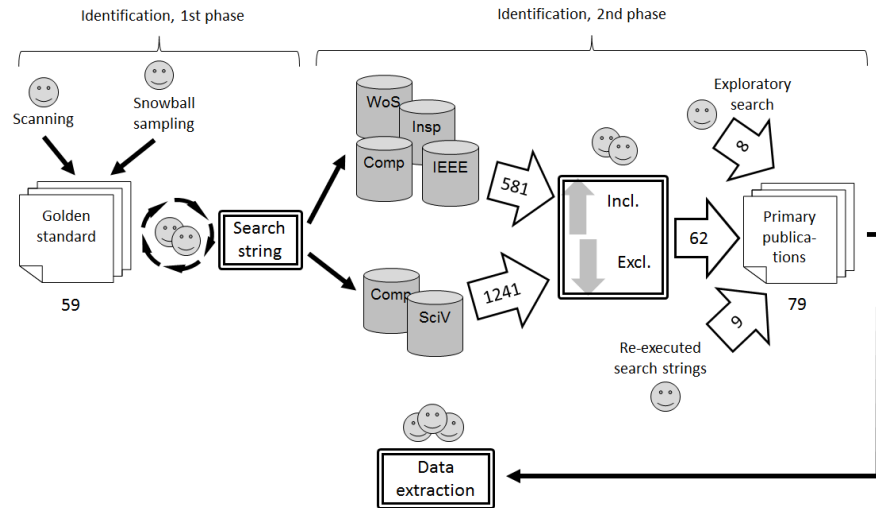 Identification, 1st phase
Identification, 2nd phase
Scanning
Snowball
sampling
Golden
standard
59
Search
string
WoS
Insp
Comp
IEEE
Comp
SciV
581
1241
Incl.
Excl.
62
Exploratory
search
8
Primary
publica-
tions
79
9
Re-executed
search strings
Data
extraction